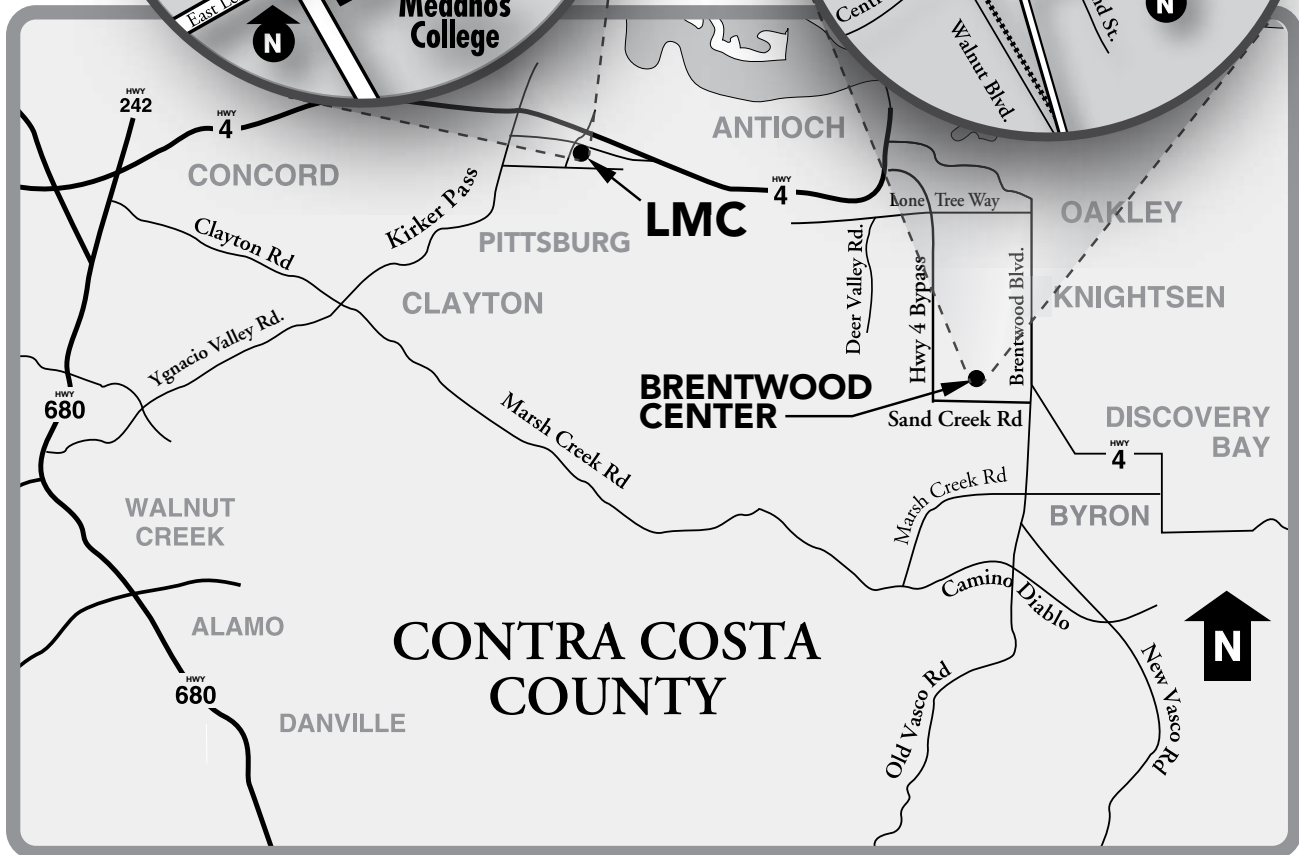 Medanos
College
N
Walnut Blvd.
N
HWY
242
HWY
4
CONCORD
Clayton Rd
Kirker Pass
PITTSBURG
LMC
ANTIOCH
HWY
4
Lone Tree Way
OAKLEY
Deer Valley Rd.
Hwy 4 Bypass
Brentwood Blvd.
KNIGHTSEN
CLAYTON
Ygnacio Valley Rd.
HWY
680
BRENTWOOD
CENTER
Sand Creek Rd
DISCOVERY
BAY
HWY
4
Marsh Creek Rd
Marsh Creek Rd
BYRON
WALNUT
CREEK
Camino Diablo
ALAMO
CONTRA COSTA
COUNTY
N
HWY
680
DANVILLE
Old Vasco Rd
New Vasco Rd